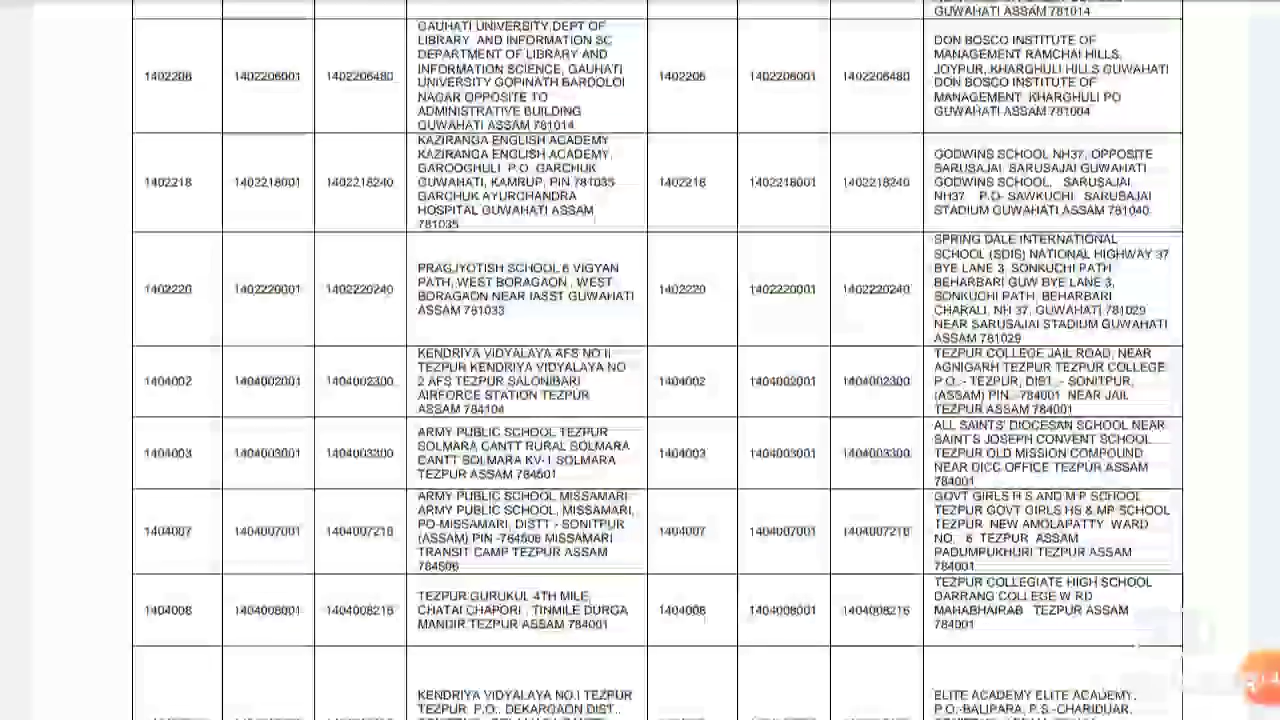 GUWAHATI ASSAM 781014
1402206
1402206001
1402206480
GAUHATI UNIVERSITY,DEPT OF
LIBRARY AND INFORMATION SC
DEPARTMENT OF LIBRARY AND
INFORMATION SCIENCE, GAUHATI
UNIVERSITY GOPINATH BARDOLOI
NAGAR OPPOSITE TO
ADMINISTRATIVE BUILDING
GUWAHATI ASSAM 781014
1402206
1402206001
1402206480
DON BOSCO INSTITUTE OF
MANAGEMENT RAMCHAI HILLS,
JOYPUR, KHARGHULI HILLS GUWAHATI
DON BOSCO INSTITUTE OF
MANAGEMENT KHARGHULI PO
GUWAHATI ASSAM 781004
1402218
1402218001
1402218240
KAZIRANGA ENGLISH ACADEMY
KAZIRANGA ENGLISH ACADEMY,
GAROOGHULI P.O. GARCHUK
GUWAHATI, KAMRUP, PIN 781035
GARCHUK AYURCHANDRA
HOSPITAL GUWAHATI ASSAM
781035
1402218
1402218001
1402218240
GODWINS SCHOOL NH37, OPPOSITE
SARUSAJAI SARUSAJAI GUWAHATI
GODWINS SCHOOL, SARUSAJAI
NH37 P.O- SAWKUCHI SARUSAJAI
STADIUM GUWAHATI ASSAM 781040
1402220
1402220001
1402220240
PRAGJYOTISH SCHOOL 6 VIGYAN
PATH, WEST BORAGAON , WEST
BORAGAON NEAR IASST GUWAHATI
ASSAM 781033
1402220
1402220001
1402220240
SPRING DALE INTERNATIONAL
SCHOOL (SDIS) NATIONAL HIGHWAY 37
BYE LANE 3 SONKUCHI PATH
BEHARBARI GUW BYE LANE 3,
SONKUCHI PATH, BEHARBARI
CHARALI, NH 37, GUWAHATI 781029
NEAR SARUSAJAI STADIUM GUWAHATI
ASSAM 781029
1404002
1404002001
1404002300
KENDRIYA VIDYALAYA AFS NO II
TEZPUR KENDRIYA VIDYALAYA NO
2 AFS TEZPUR SALONIBARI
AIRFORCE STATION TEZPUR
ASSAM 784104
1404002
1404002001
1404002300
TEZPUR COLLEGE JAIL ROAD, NEAR
AGNIGARH TEZPUR TEZPUR COLLEGE
P.O. - TEZPUR, DIST. - SONITPUR,
(ASSAM) PIN. -784001 NEAR JAIL
TEZPUR ASSAM 784001
1404003
1404003001
1404003300
ARMY PUBLIC SCHOOL TEZPUR
SOLMARA CANTT RURAL SOLMARA
CANTT SOLMARA KV-1 SOLMARA
TEZPUR ASSAM 784501
1404003
1404003001
1404003300
ALL SAINTS' DIOCESAN SCHOOL NEAR
SAINTS JOSEPH CONVENT SCHOOL
TEZPUR OLD MISSION COMPOUND
NEAR DICC OFFICE TEZPUR ASSAM
784001
1404007
1404007001
1404007216
ARMY PUBLIC SCHOOL MISSAMARI
ARMY PUBLIC SCHOOL, MISSAMARI,
PO-MISSAMARI, DISTT - SONITPUR
(ASSAM) PIN -784506 MISSAMARI
TRANSIT CAMP TEZPUR ASSAM
784506
1404007
1404007001
1404007216
GOVT GIRLS H S AND M P SCHOOL
TEZPUR GOVT GIRLS HS & MP SCHOOL
TEZPUR NEW AMOLAPATTY WARD
NO. 6 TEZPUR ASSAM
PADUMPUKHURI TEZPUR ASSAM
784001
1404008
1404008001
1404008216
TEZPUR GURUKUL 4TH MILE,
CHATAI CHAPORI , TINMILE DURGA
MANDIR TEZPUR ASSAM 784001
1404008
1404008001
1404008216
TEZPUR COLLEGIATE HIGH SCHOOL
DARRANG COLLEGE W RD
MAHABHAIRAB TEZPUR ASSAM
784001
KENDRIYA VIDYALAYA NO.I TEZPUR
TEZPUR P.O. DEKARGAON DIST.
ELITE ACADEMY ELITE ACADEMY,
P.O.-BALIPARA, P.S.-CHARIDUAR,